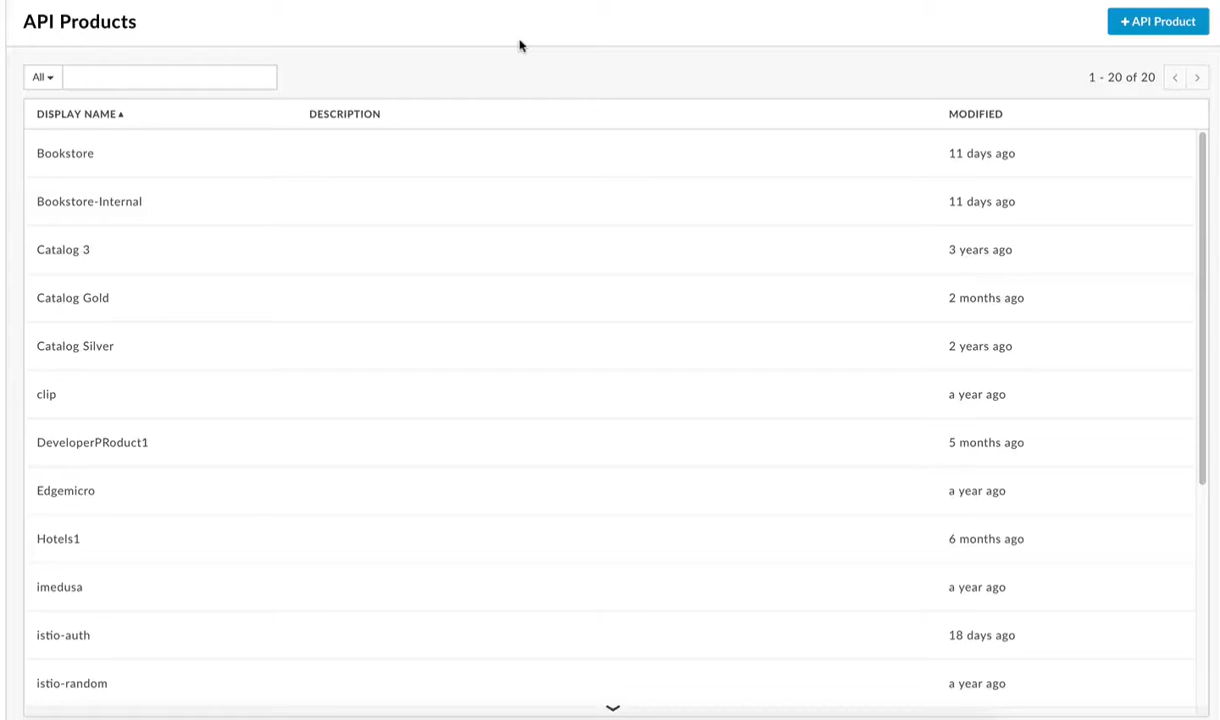 API Products
+ API Product
All
1 - 20 of 20
DISPLAY NAME DESCRIPTION MODIFIED
Bookstore 11 days ago
Bookstore-Internal 11 days ago
Catalog 3 3 years ago
Catalog Gold 2 months ago
Catalog Silver 2 years ago
clip a year ago
DeveloperPRoduct1 5 months ago
Edgemicro a year ago
Hotels1 6 months ago
imedusa a year ago
istio-auth 18 days ago
istio-random a year ago